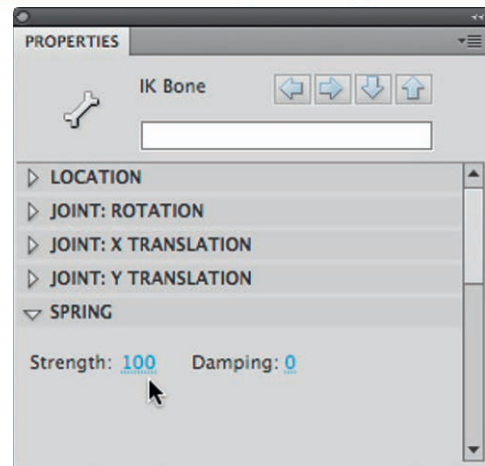 PROPERTIES
IK Bone
LOCATION
JOINT: ROTATION
JOINT: X TRANSLATION
JOINT: Y TRANSLATION
SPRING
Strength: 100 Damping: 0